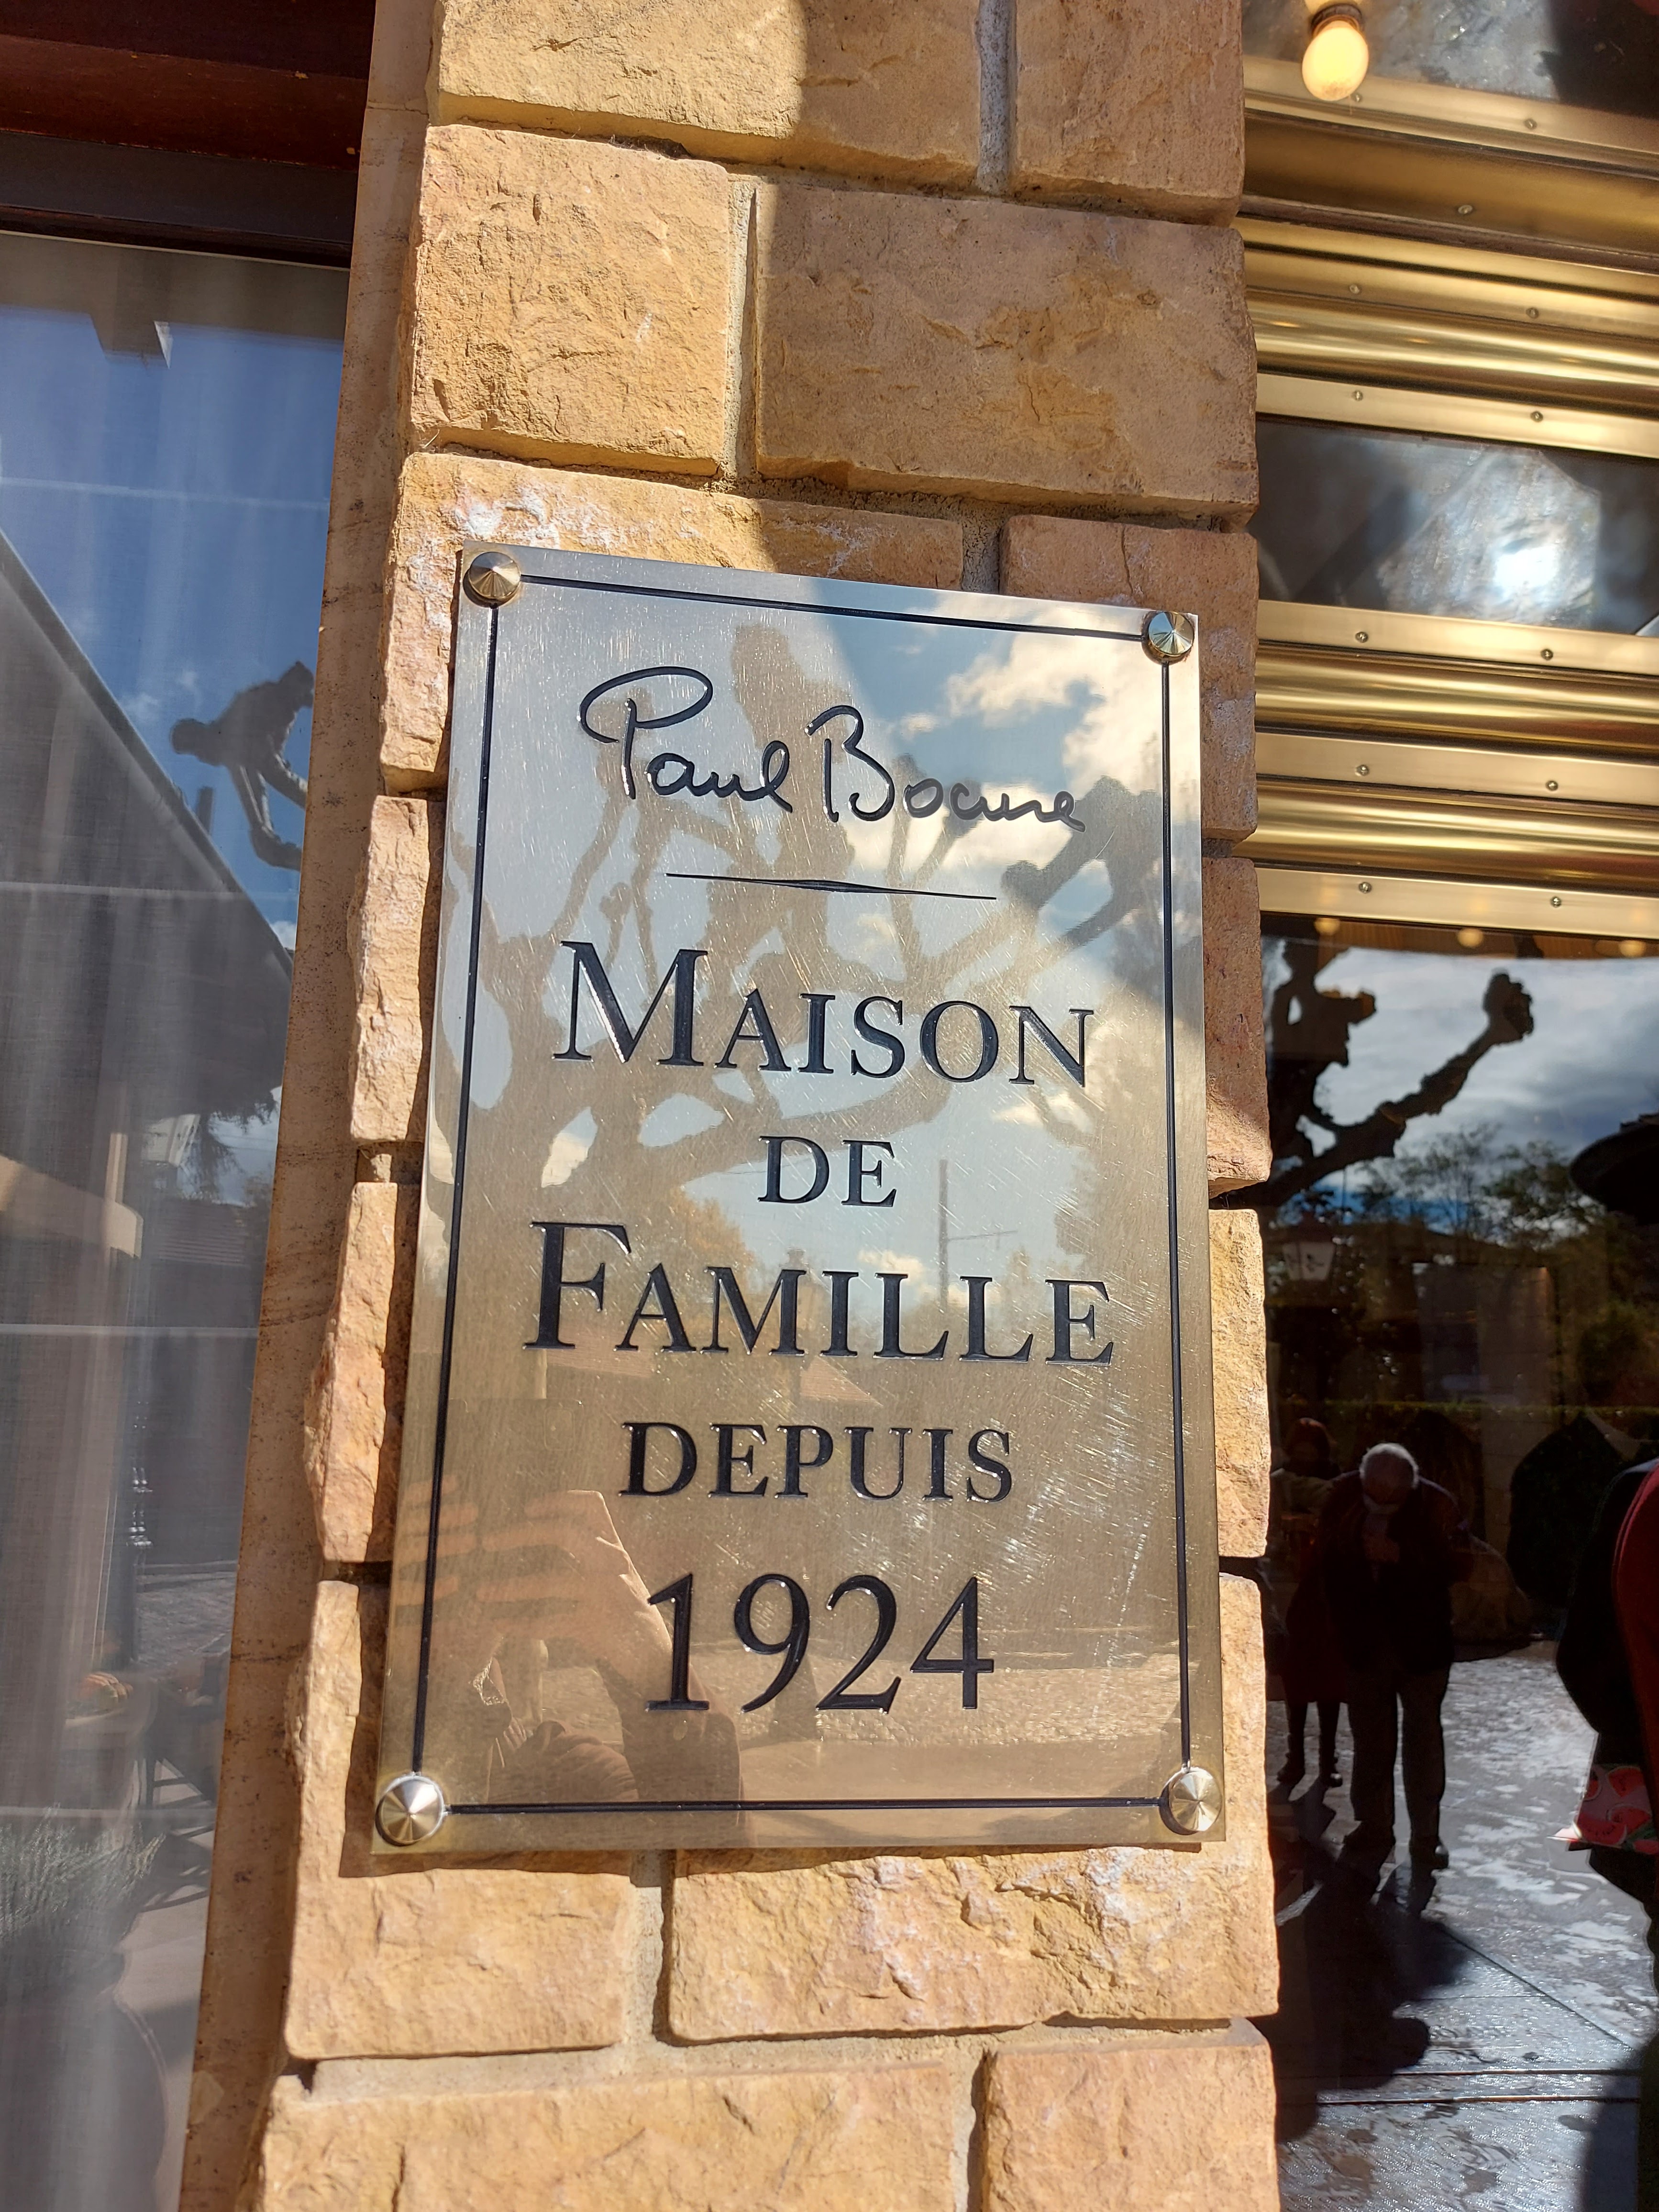 Paul Bocuse
MAISON
DE
FAMILLE
DEPUIS
1924